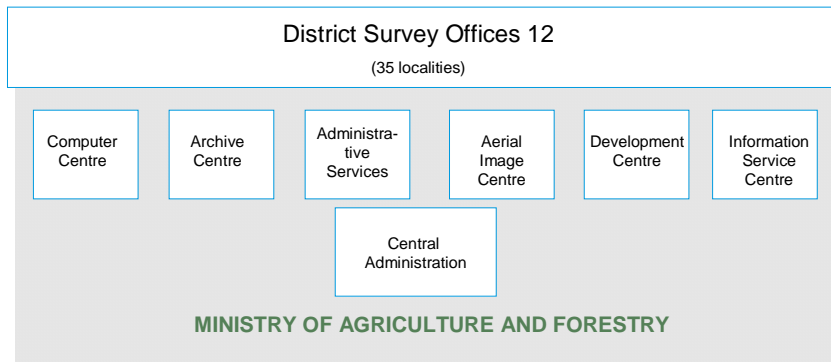 District Survey Offices 12
(35 localities)
Computer
Centre
Archive
Centre
Administra-
tive
Services
Aerial
Image
Centre
Development
Centre
Information
Service
Centre
Central
Administration
MINISTRY OF AGRICULTURE AND FORESTRY